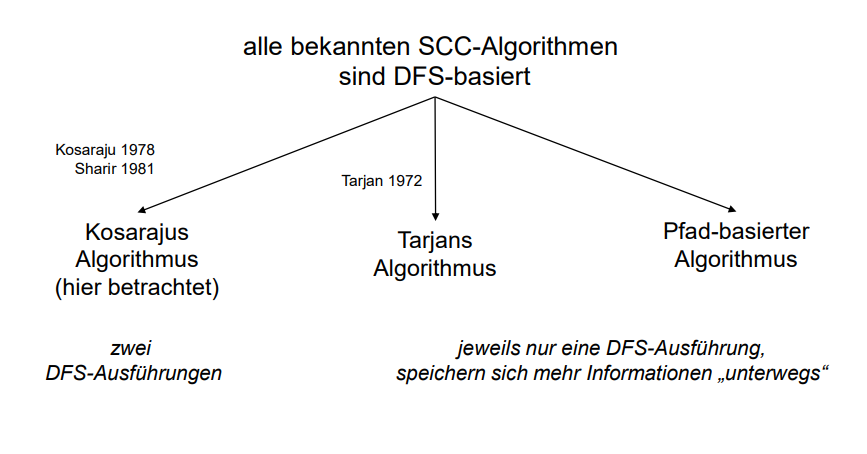 alle bekannten SCC-Algorithmen
sind DFS-basiert
Kosaraju 1978
Sharir 1981
Tarjan 1972
Kosarajus
Algorithmus
(hier betrachtet)
Tarjans
Algorithmus
Pfad-basierter
Algorithmus
zwei
DFS-Ausführungen
jeweils nur eine DFS-Ausführung,
speichern sich mehr Informationen „unterwegs“